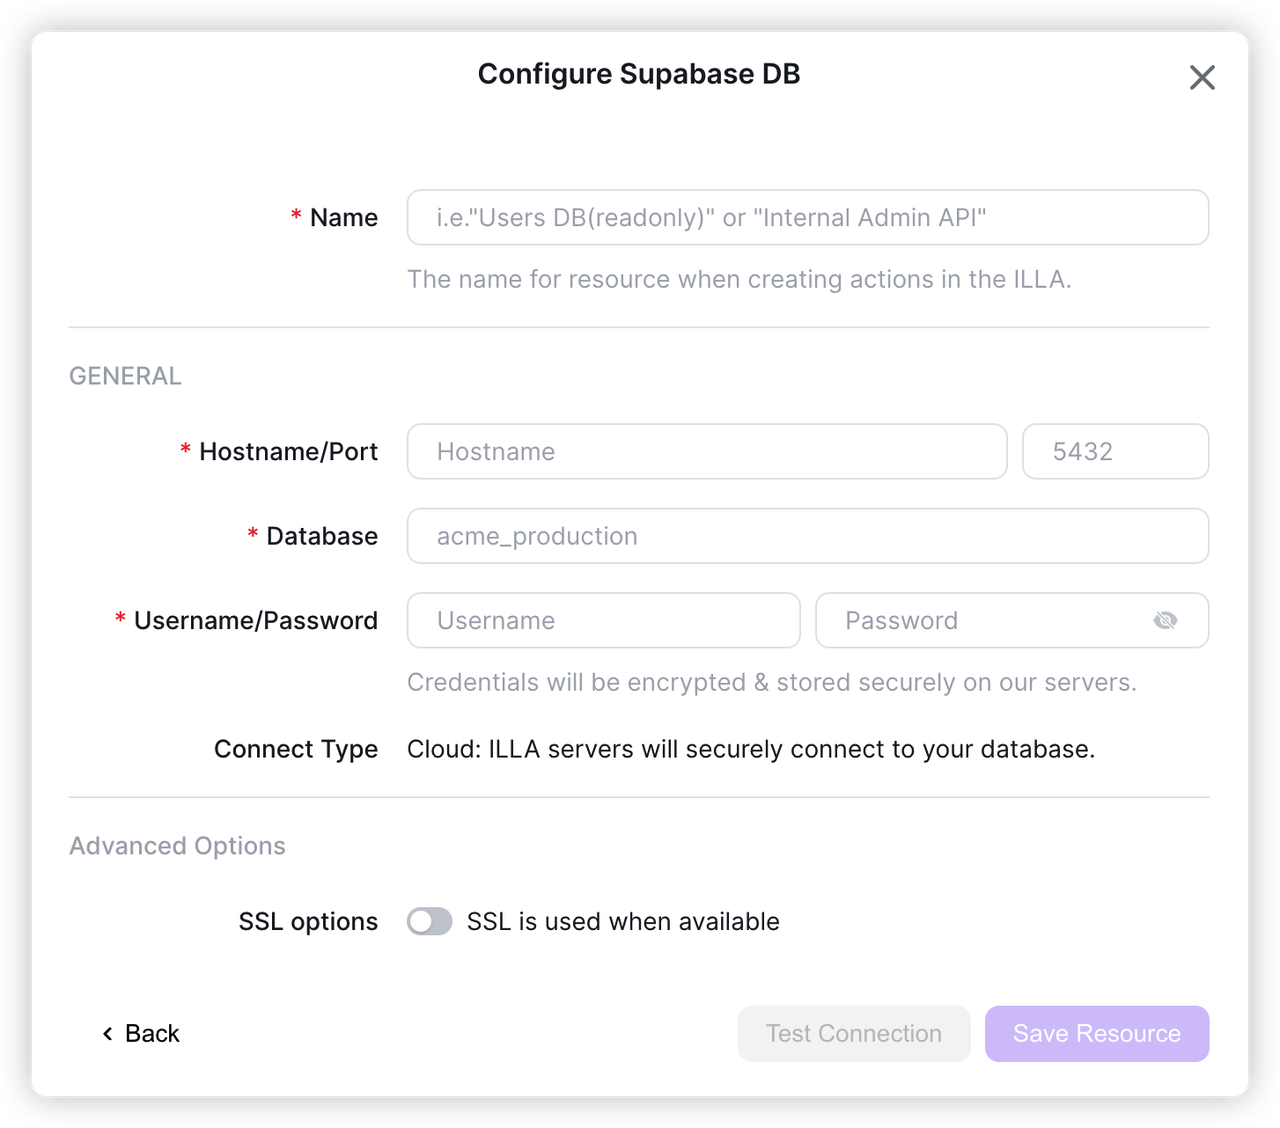 Configure Supabase DB
* Name
i.e."Users DB(readonly)" or "Internal Admin API"
The name for resource when creating actions in the ILLA.
GENERAL
* Hostname/Port
Hostname
5432
* Database
acme_production
* Username/Password
Username
Password
Credentials will be encrypted & stored securely on our servers.
Connect Type
Cloud: ILLA servers will securely connect to your database.
Advanced Options
SSL options
SSL is used when available
Back
Test Connection
Save Resource